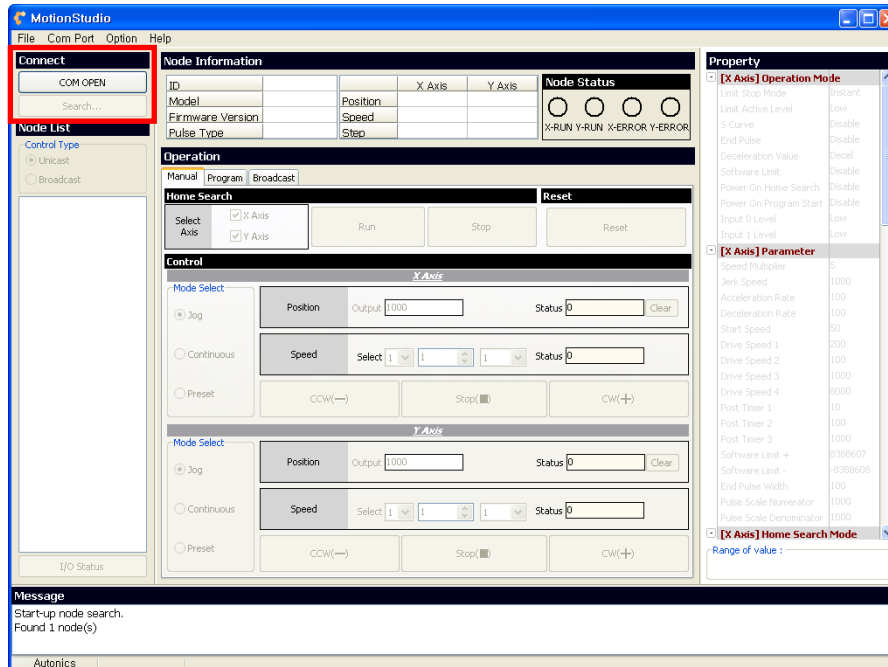 MotionStudio
File Com Port Option Help
Connect
COM OPEN
Search...
Node List
Control Type
Unicast
Broadcast
I/O Status
Node Information
ID
Model
Firmware Version
Pulse Type
X Axis Y Axis
Position
Speed
Step
Node Status
X-RUN Y-RUN X-ERROR Y-ERROR
Operation
Manual Program Broadcast
Home Search Reset
Select Axis
X Axis
Y Axis
Run Stop Reset
Control
X Axis
Mode Select
Jog
Continuous
Preset
Position Output 1000 Status 0 Clear
Speed Select 1 1 1 Status 0
CCW(—) Stop(■) CW(+)
Y Axis
Mode Select
Jog
Continuous
Preset
Position Output 1000 Status 0 Clear
Speed Select 1 1 1 Status 0
CCW(—) Stop(■) CW(+)
Property
[X Axis] Operation Mode
Limit Stop Mode Instant
Limit Active Level Low
S Curve Disable
End Pulse Disable
Deceleration Value Decel
Software Limit Disable
Power On Home Search Disable
Power On Program Start Disable
Input 0 Level Low
Input 1 Level Low
[X Axis] Parameter
Speed Multiplier 5
Jerk Speed 1000
Acceleration Rate 100
Deceleration Rate 100
Start Speed 50
Drive Speed 1 200
Drive Speed 2 100
Drive Speed 3 1000
Drive Speed 4 8000
Post Timer 1 10
Post Timer 2 100
Post Timer 3 1000
Software Limit + 8388607
Software Limit - -8388608
End Pulse Width 100
Pulse Scale Numerator 1000
Pulse Scale Denominator 1000
[X Axis] Home Search Mode
Range of value :
Message
Start-up node search.
Found 1 node(s)
Autonics